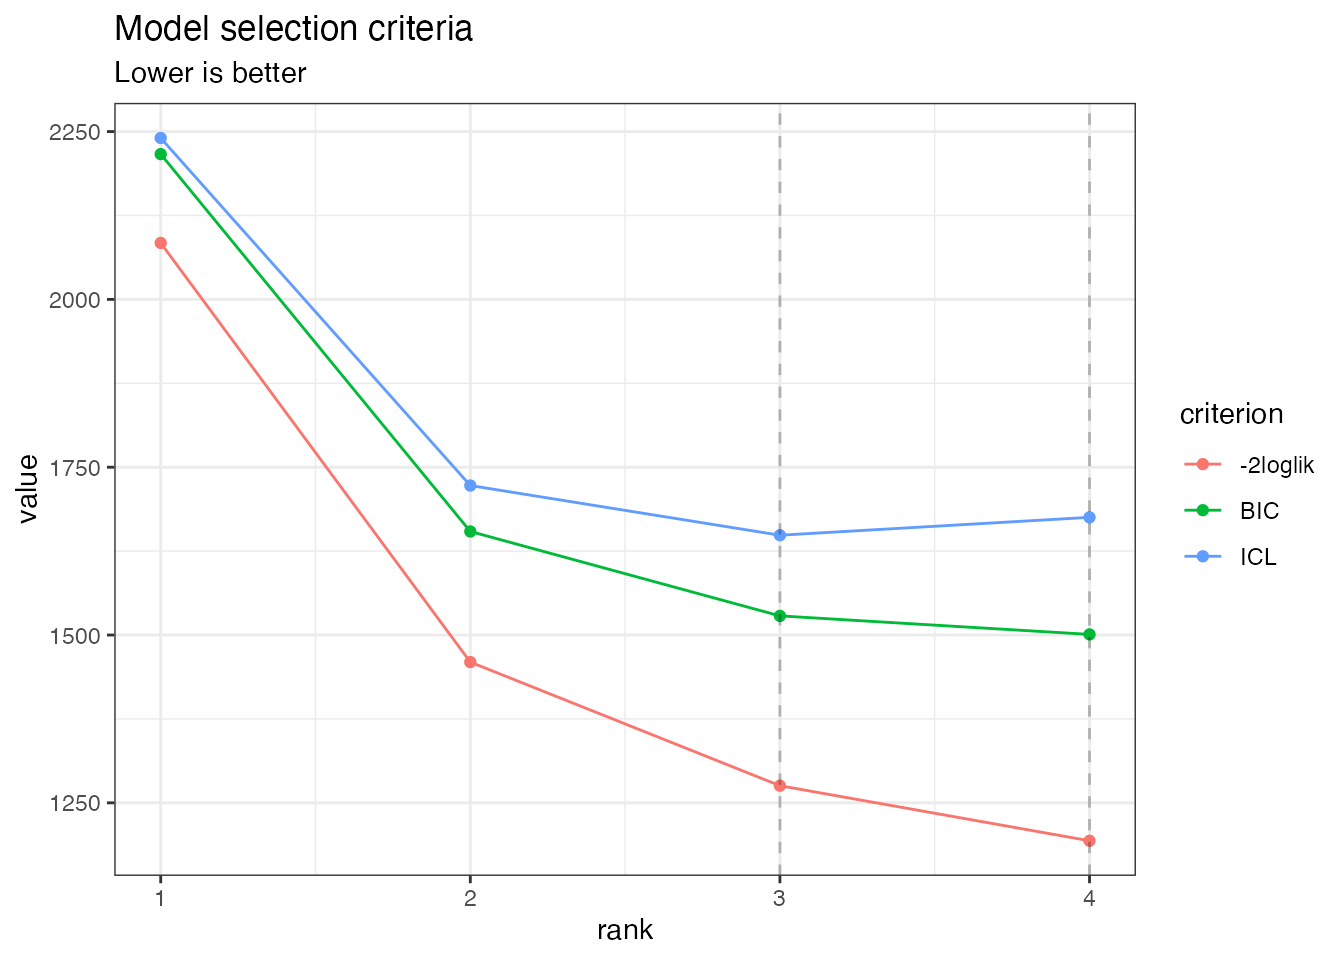 Model selection criteria
Lower is better
2250
2000
1750
1500
1250
value
1
2
3
4
rank
criterion
-2loglik
BIC
ICL